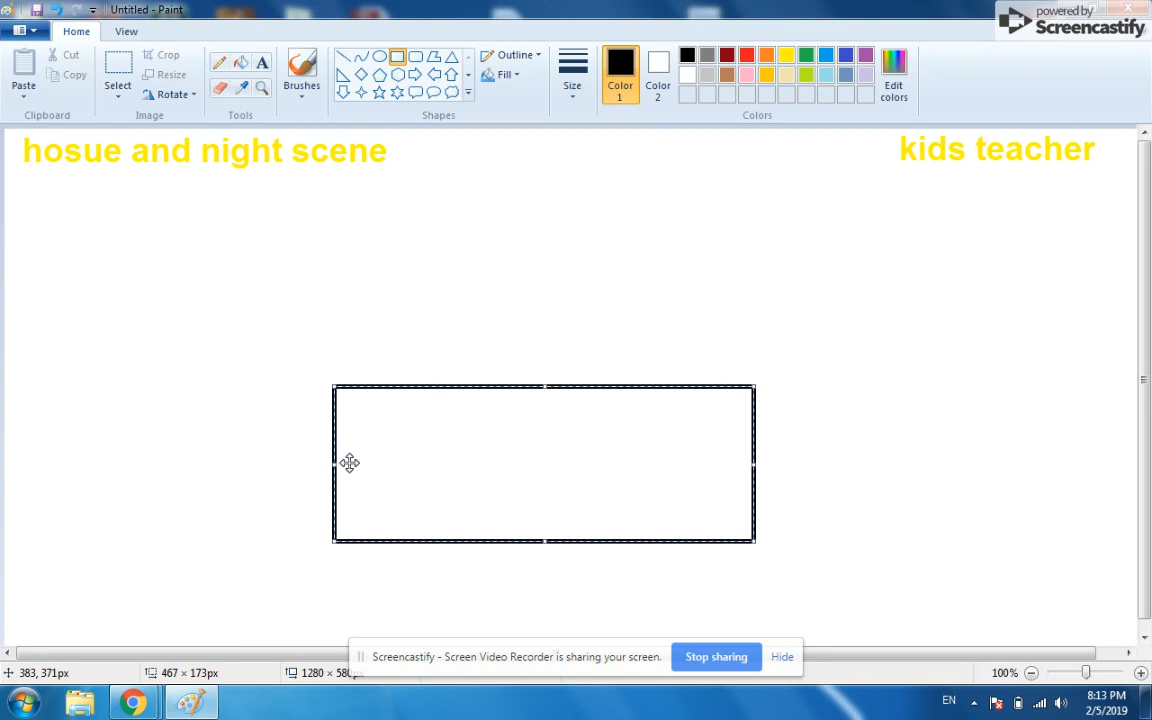 Untitled - Paint
powered by
Screencastify
Home
View
Paste
Cut
Copy
Clipboard
Select
Crop
Resize
Rotate
Image
A
Tools
Brushes
Outline
Fill
Shapes
Size
Color 1
Color 2
Edit colors
Colors
hosue and night scene
kids teacher
Screencastify - Screen Video Recorder is sharing your screen.
Stop sharing
Hide
383, 371px
467 × 173px
1280 × 580px
100%
EN
8:13 PM
2/5/2019